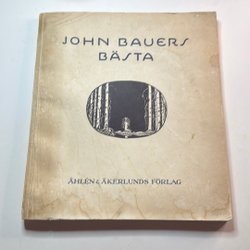 JOHN BAUERS
BÄSTA
ÅHLÉN & ÅKERLUNDS FÖRLAG